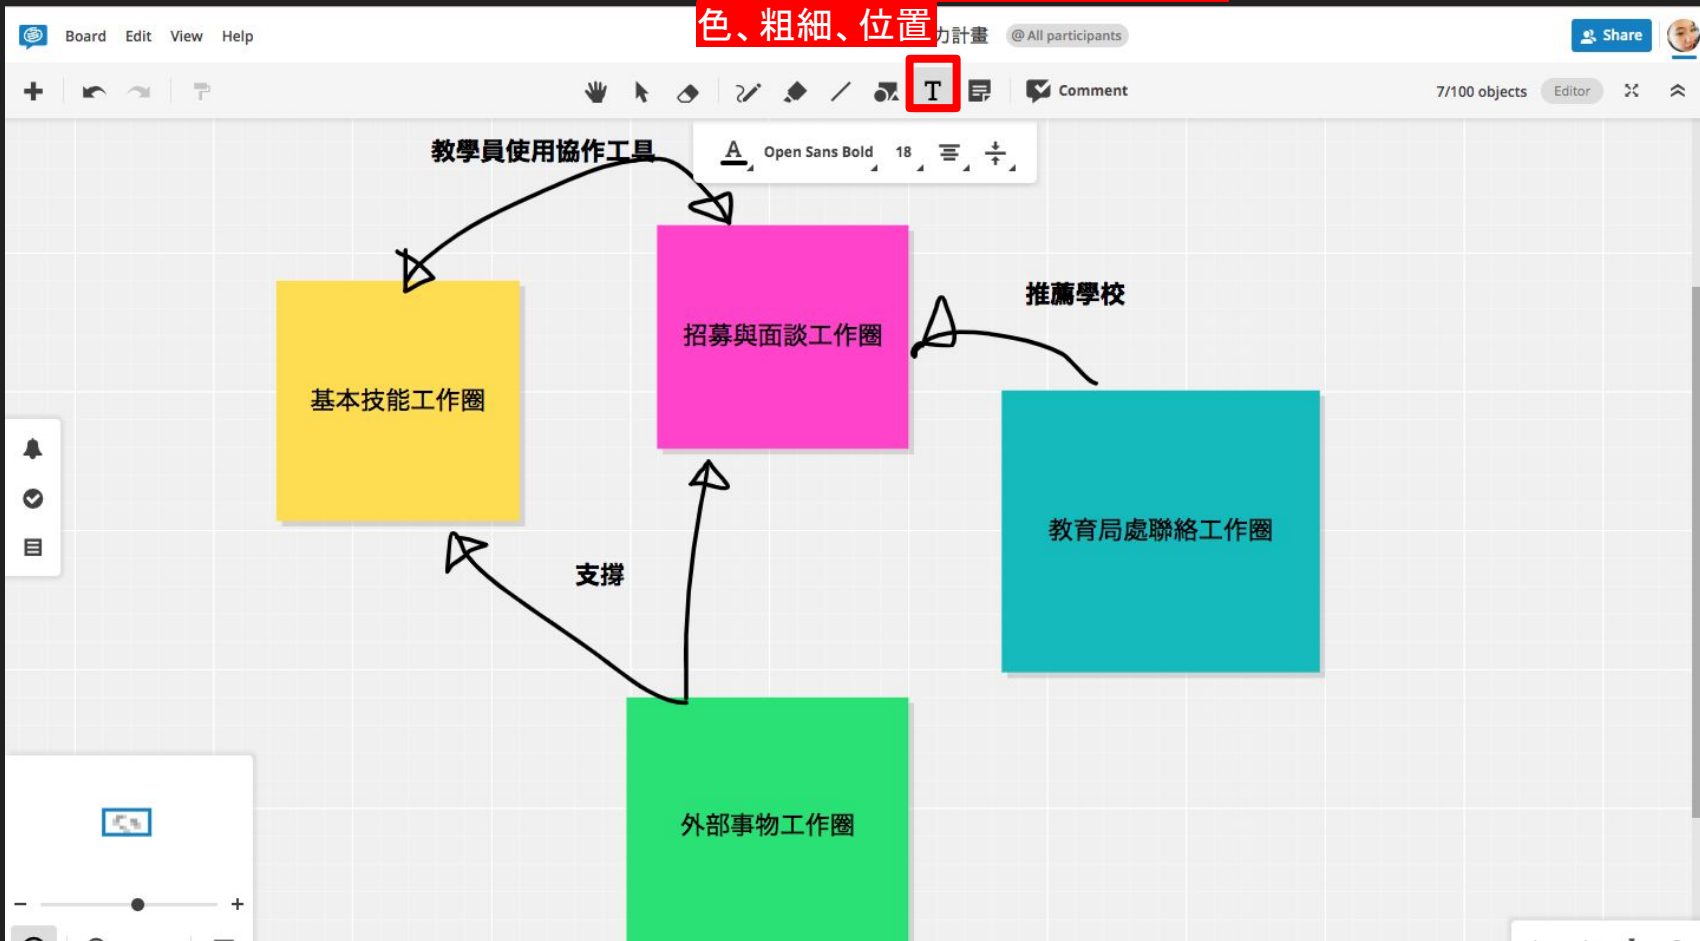 色、粗細、位置
力計畫
@ All participants
Board Edit View Help
Share
T
Comment
7/100 objects
Editor
A Open Sans Bold 18
教學員使用協作工具
招募與面談工作圈
推薦學校
基本技能工作圈
教育局處聯絡工作圈
支撐
外部事物工作圈